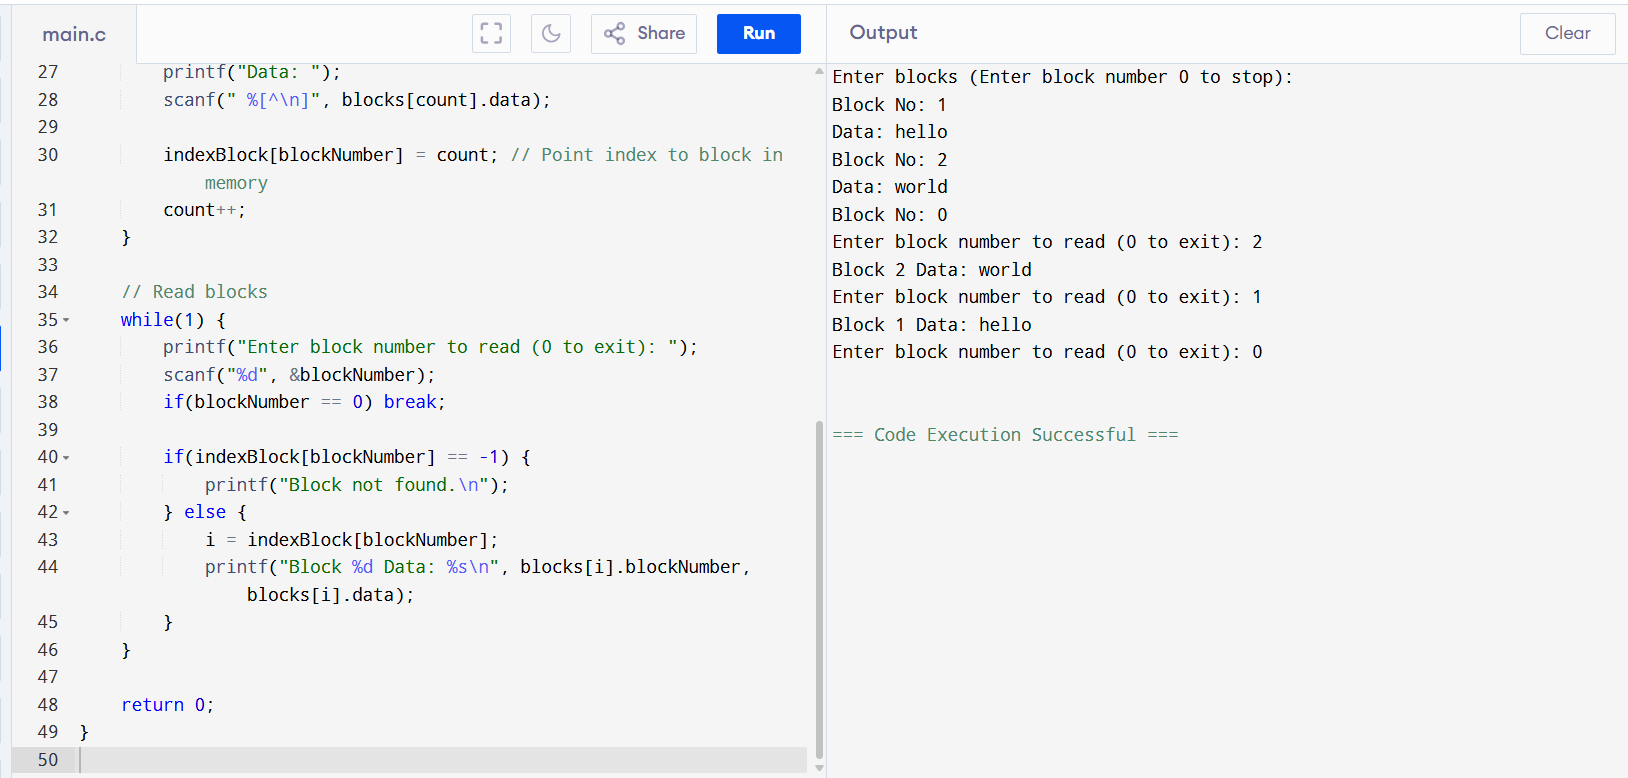 main.c
Share
Run
Output
Clear
27 printf("Data: ");
28 scanf(" %[^\n]", blocks[count].data);
29
30 indexBlock[blockNumber] = count; // Point index to block in
memory
31 count++;
32 }
33
34 // Read blocks
35 while(1) {
36 printf("Enter block number to read (0 to exit): ");
37 scanf("%d", &blockNumber);
38 if(blockNumber == 0) break;
39
40 if(indexBlock[blockNumber] == -1) {
41 printf("Block not found.\n");
42 } else {
43 i = indexBlock[blockNumber];
44 printf("Block %d Data: %s\n", blocks[i].blockNumber,
blocks[i].data);
45 }
46 }
47
48 return 0;
49 }
50
Enter blocks (Enter block number 0 to stop):
Block No: 1
Data: hello
Block No: 2
Data: world
Block No: 0
Enter block number to read (0 to exit): 2
Block 2 Data: world
Enter block number to read (0 to exit): 1
Block 1 Data: hello
Enter block number to read (0 to exit): 0
=== Code Execution Successful ===